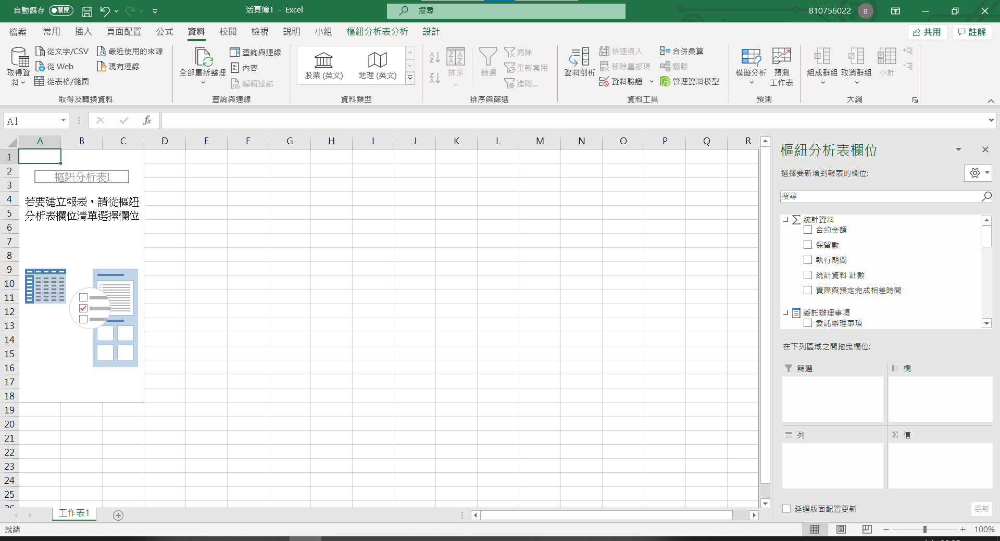 自動儲存 關閉 活頁簿1 - Excel 搜尋 B10756022 B
檔案 常用 插入 頁面配置 公式 資料 校閱 檢視 說明 小組 樞紐分析表分析 設計 共用 註解
取得資料
從文字/CSV
從 Web
從表格/範圍
最近使用的來源
現有連線
取得及轉換資料
全部重新整理
查詢與連線
內容
編輯連結
查詢與連線
股票 (英文) 地理 (英文)
資料類型
排序...
篩選
清除
重新套用
進階...
排序與篩選
資料剖析
快速填入
移除重複項
資料驗證
合併彙算
關聯
管理資料模型
資料工具
模擬分析
預測
工作表
預測
組成群組 取消群組 小計
大綱
A1 fx
A B C D E F G H I J K L M N O P Q R
1
2
3
4
5
6
7
8
9
10
11
12
13
14
15
16
17
18
19
20
21
22
23
24
25
樞紐分析表1
若要建立報表，請從樞紐
分析表欄位清單選擇欄位
樞紐分析表欄位
選擇要新增到報表的欄位:
搜尋
統計資料
合約金額
保留數
執行期間
統計資料 計數
實際與預定完成相差時間
委託辦理事項
委託辦理事項
在下列區域之間拖曳欄位:
篩選 欄
列 Σ 值
延遲版面配置更新 更新
工作表1
就緒 100%